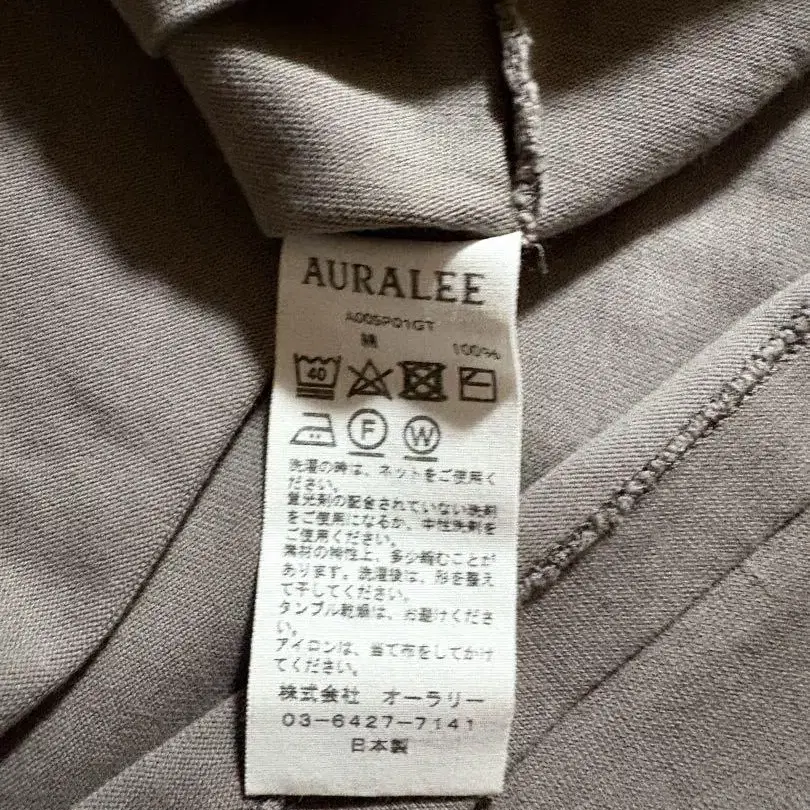 AURALEE
A00SP01GT
綿 100%
40
F W
洗濯の時は、ネットをご使用く
ださい。
蛍光剤の配合されていない洗剤
をご使用になるか、中性洗剤を
ご使用ください。
素材の特性上、多少縮むことが
あります。洗濯後は、形を整え
て干してください。
タンブル乾燥は、お避けくださ
い。
アイロンは、当て布をしてかけ
てください。
株式会社 オーラリー
03-6427-7141
日本製